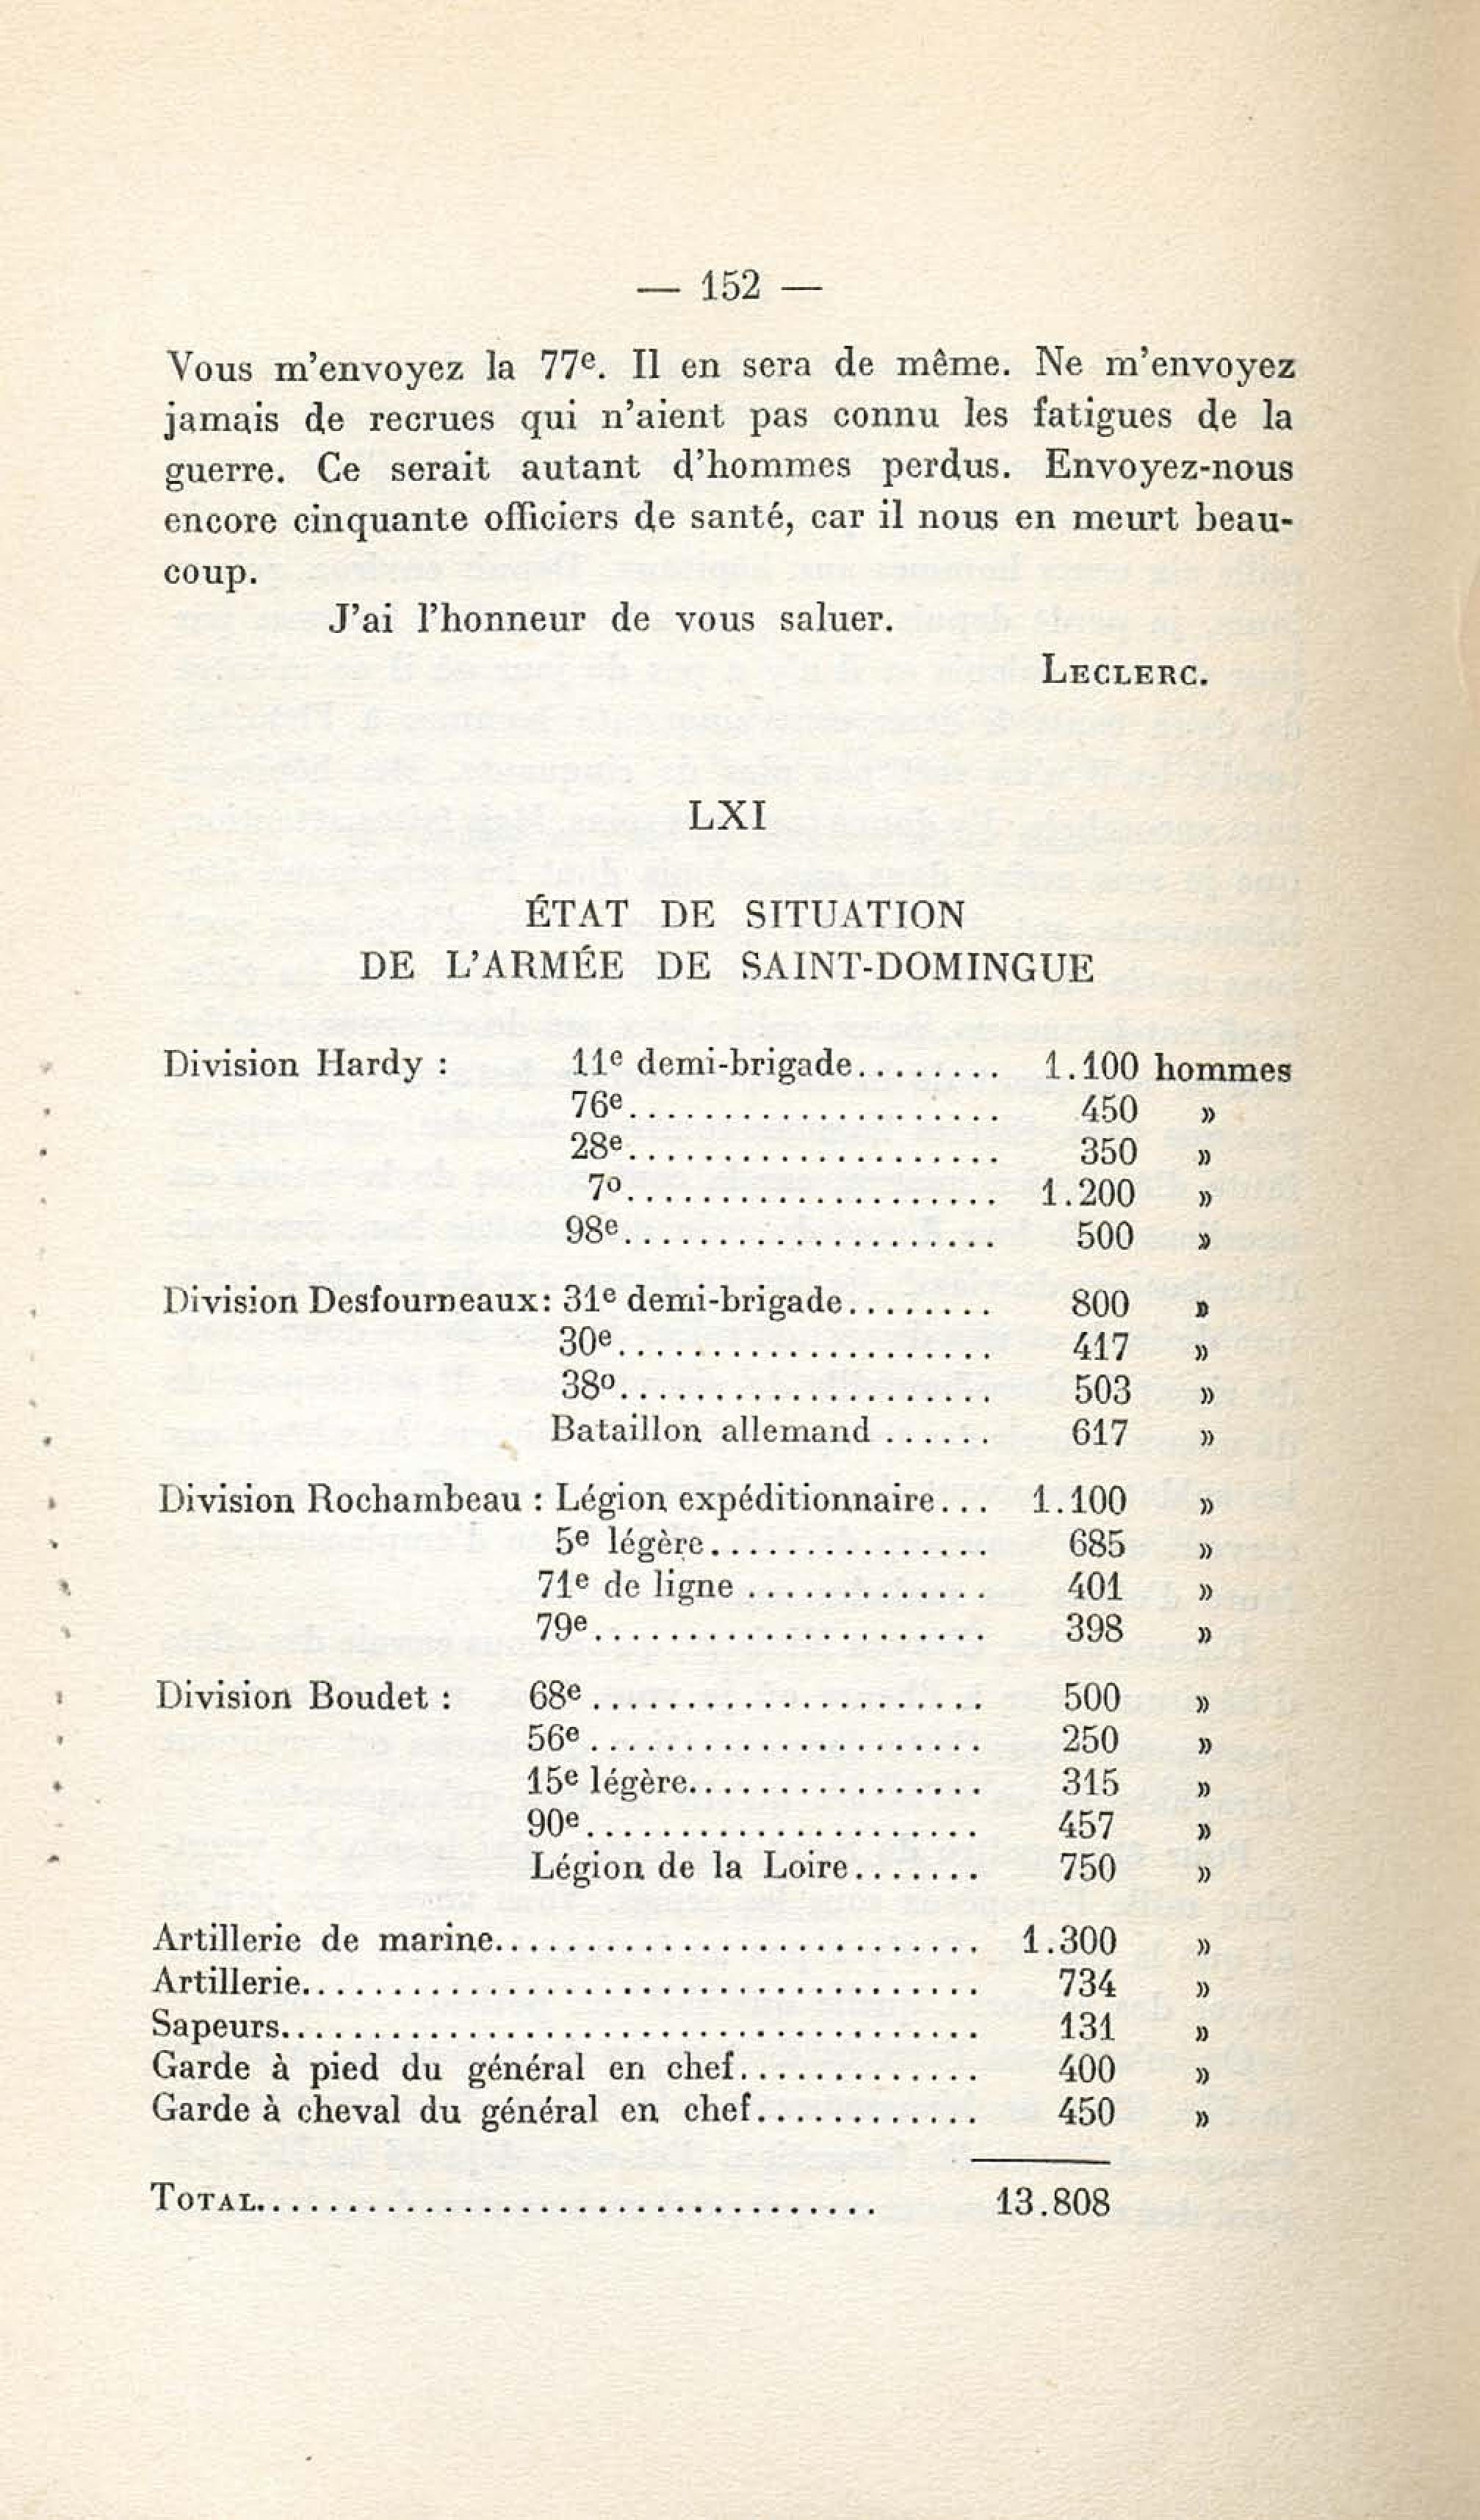 — 152 —
Vous m'envoyez la 77e. Il en sera de même. Ne m'envoyez
jamais de recrues qui n'aient pas connu les fatigues de la
guerre. Ce serait autant d'hommes perdus. Envoyez-nous
encore cinquante officiers de santé, car il nous en meurt beau-
coup.
J'ai l'honneur de vous saluer.
LECLERC.
LXI
ÉTAT DE SITUATION
DE L'ARMÉE DE SAINT-DOMINGUE
Division Hardy : 11e demi-brigade........ 1.100 hommes
76e.................... 450 »
28e.................... 350 »
7o.................... 1.200 »
98e.................... 500 »
Division Desfourneaux: 31e demi-brigade........ 800 »
30e.................... 417 »
38o.................... 503 »
Bataillon allemand ...... 617 »
Division Rochambeau : Légion expéditionnaire... 1.100 »
5e légère............... 685 »
71e de ligne ............. 401 »
79e..................... 398 »
Division Boudet : 68e ..................... 500 »
56e ..................... 250 »
15e légère................ 315 »
90e..................... 457 »
Légion de la Loire....... 750 »
Artillerie de marine.......................... 1.300 »
Artillerie..................................... 734 »
Sapeurs...................................... 131 »
Garde à pied du général en chef............. 400 »
Garde à cheval du général en chef............ 450 »
TOTAL.................................. 13.808